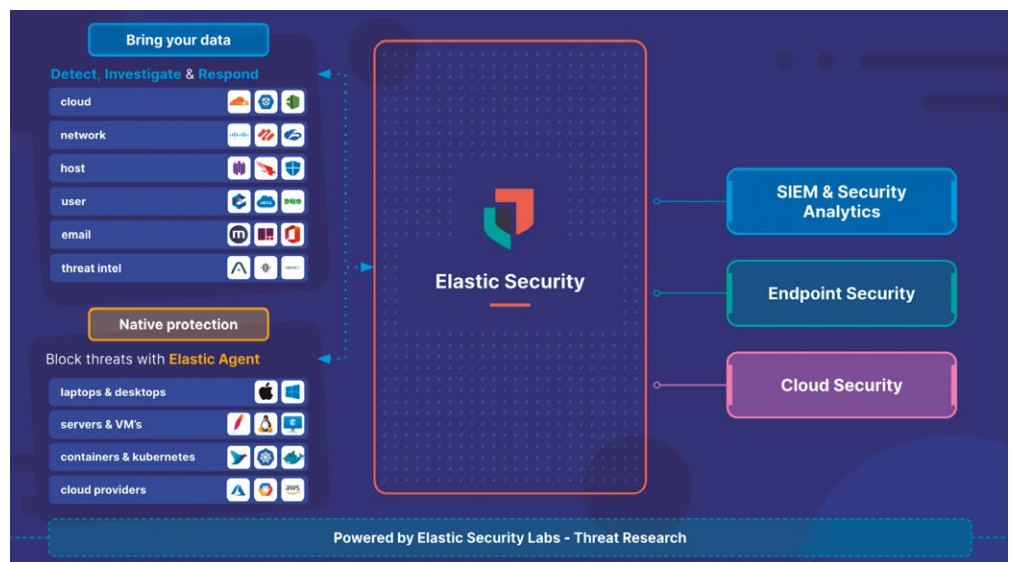 Bring your data
Detect, Investigate & Respond
cloud
network
host
user
email
threat intel
Native protection
Block threats with Elastic Agent
laptops & desktops
servers & VM's
containers & kubernetes
cloud providers
aws
Elastic Security
SIEM & Security
Analytics
Endpoint Security
Cloud Security
Powered by Elastic Security Labs - Threat Research